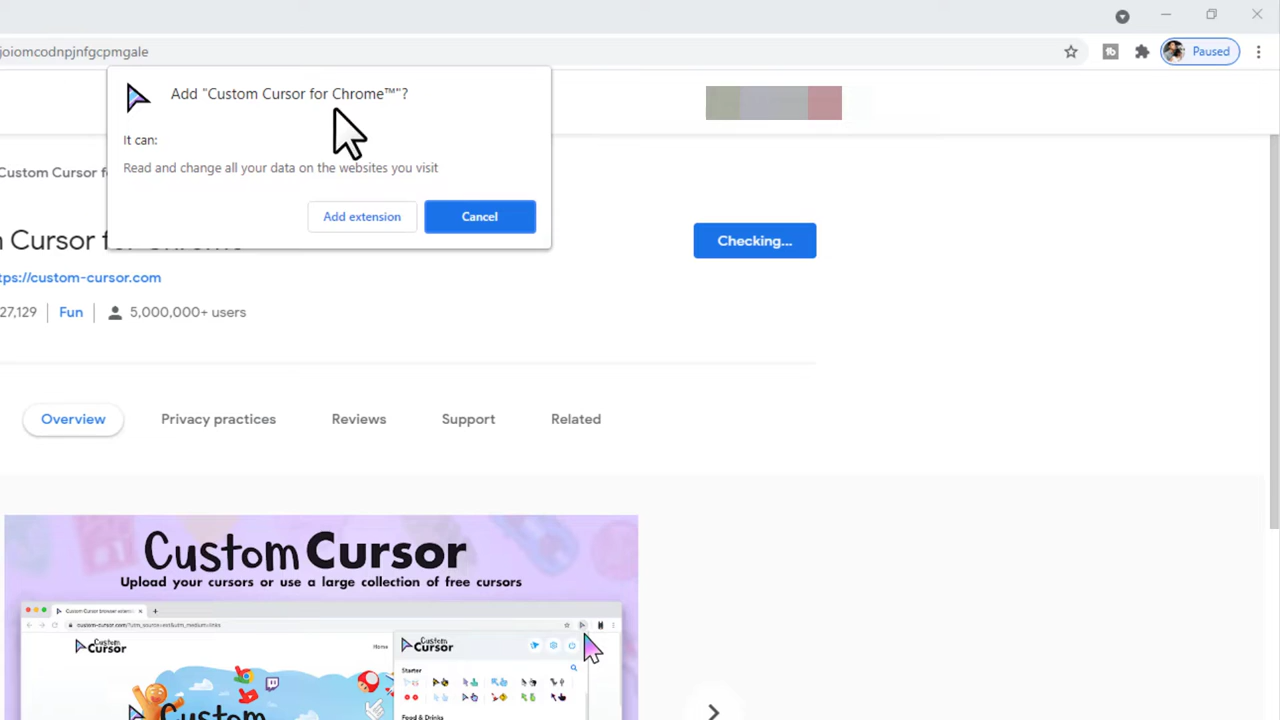 joiomcodnpjnfgcpmgale
Paused
Add "Custom Cursor for Chrome™"?
It can:
Read and change all your data on the websites you visit
Add extension
Cancel
Custom Cursor f
Cursor f
Checking...
tps://custom-cursor.com
27,129
Fun
5,000,000+ users
Overview
Privacy practices
Reviews
Support
Related
Custom Cursor
Upload your cursors or use a large collection of free cursors
Custom Cursor
Home
Custom Cursor
Starter
Custom
Food & Drinks